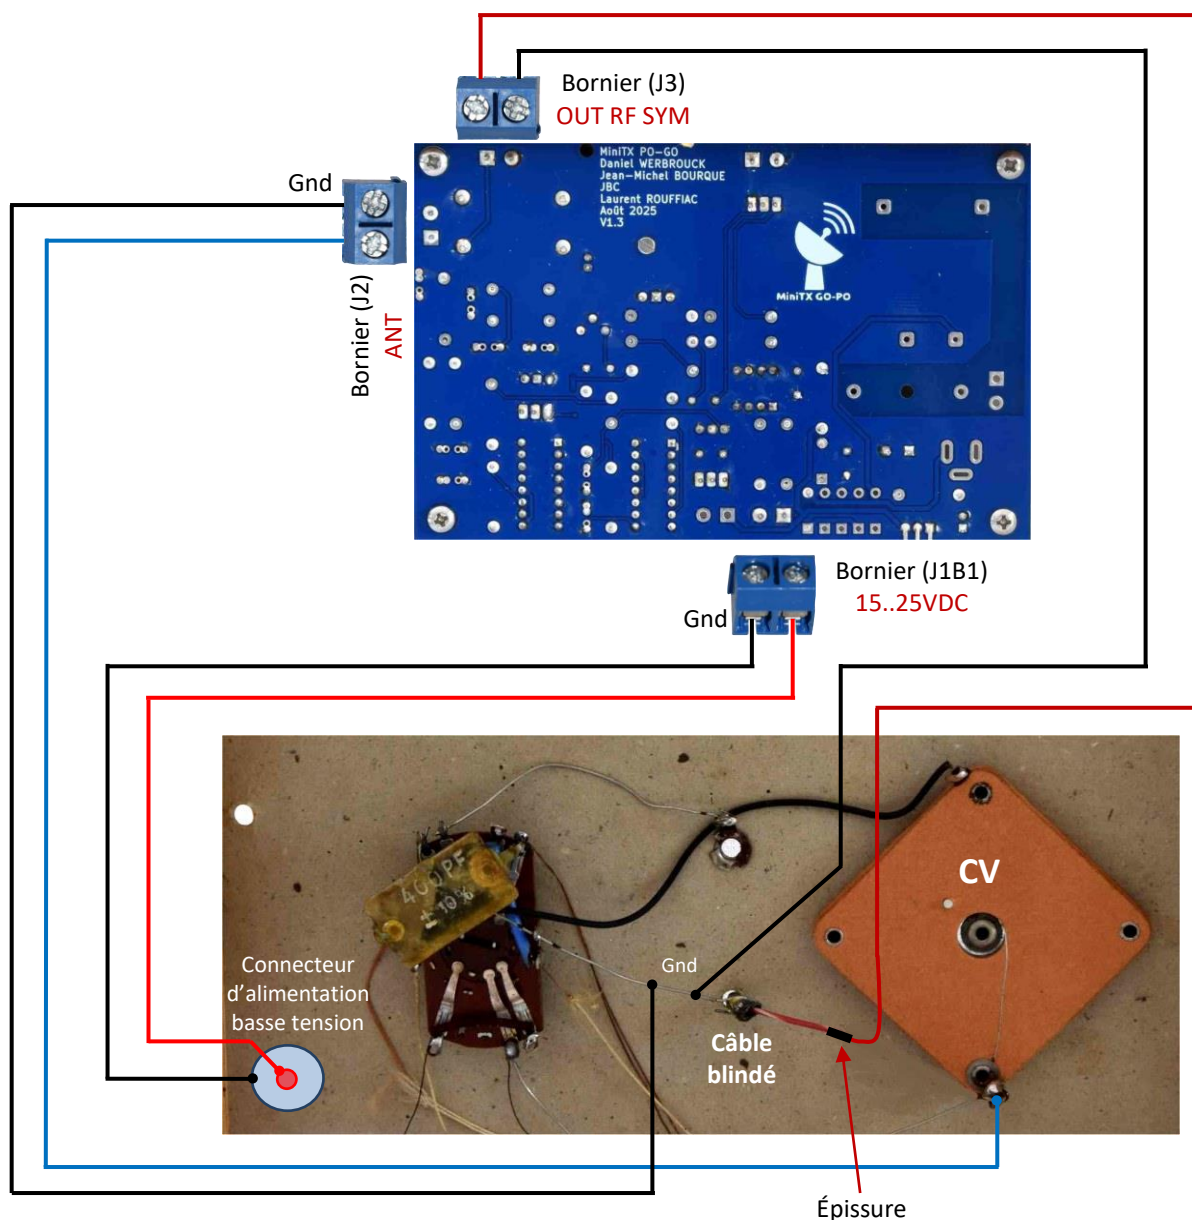 Bornier (J3)
OUT RF SYM
Gnd
MiniTX PO-GO
Daniel WERBROUCK
Jean-Michel BOURQUE
JBC
Laurent ROUFFIAC
Août 2025
V1.3
MiniTX GO-PO
Bornier (J2)
ANT
Bornier (J1B1)
15..25VDC
Gnd
400PF
±10%
CV
Gnd
Connecteur
d'alimentation
basse tension
Câble
blindé
Épissure